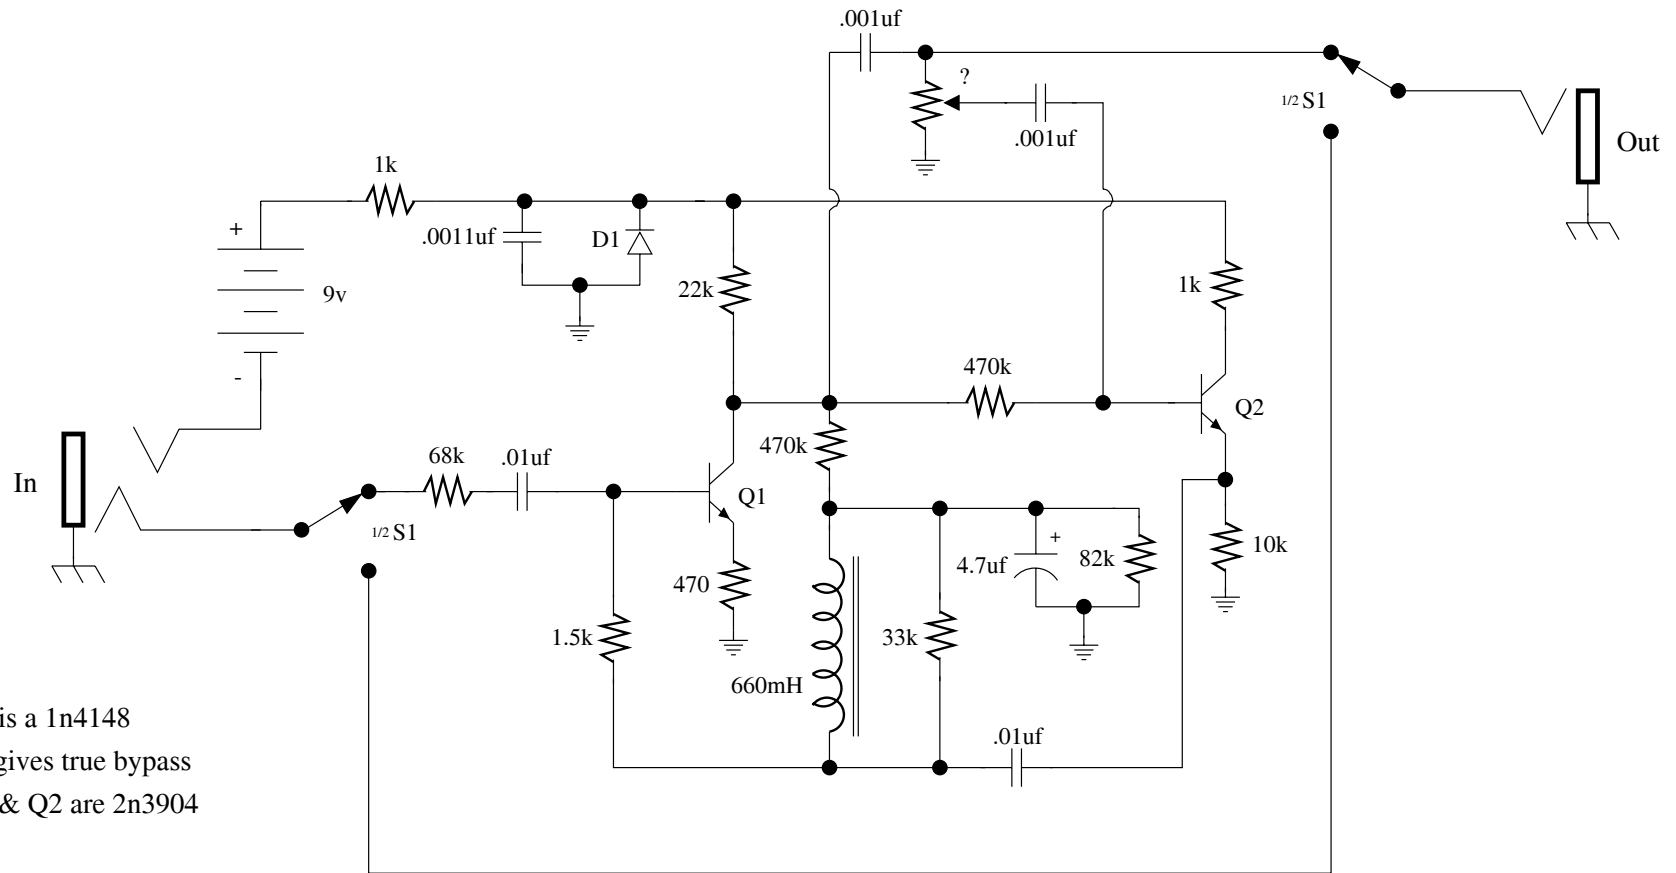 .001uf
?
1/2 S1
.001uf
Out
1k
+
.0011uf
D1
9v
22k
1k
-
470k
Q2
470k
68k
.01uf
In
Q1
1/2 S1
+
4.7uf
82k
10k
470
1.5k
33k
660mH
.01uf
is a 1n4148
gives true bypass
& Q2 are 2n3904